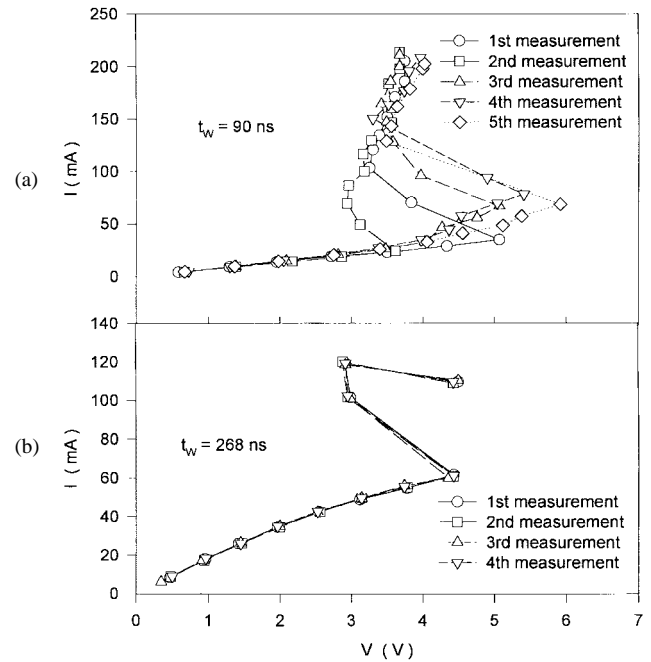 (a)
I (mA)
250
200
150
100
50
0
t_w = 90 ns
1st measurement
2nd measurement
3rd measurement
4th measurement
5th measurement
(b)
I (mA)
140
120
100
80
60
40
20
0
t_w = 268 ns
1st measurement
2nd measurement
3rd measurement
4th measurement
0 1 2 3 4 5 6 7
V (V)